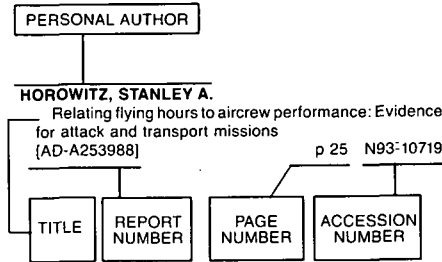 PERSONAL AUTHOR
HOROWITZ, STANLEY A.
Relating flying hours to aircrew performance: Evidence
for attack and transport missions
[AD-A253988] p 25 N93-10719
TITLE
REPORT
NUMBER
PAGE
NUMBER
ACCESSION
NUMBER